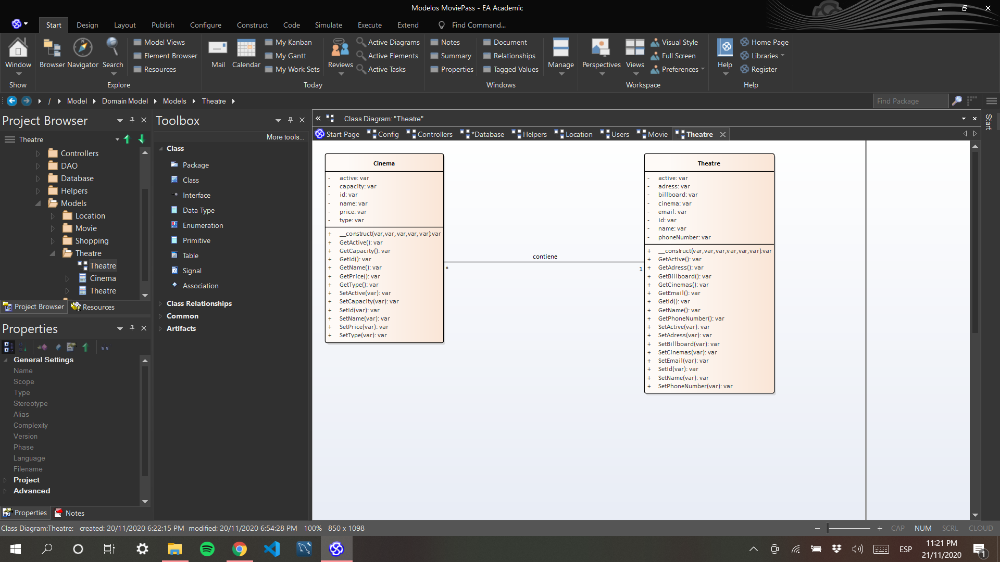 Modelos MoviePass - EA Academic
Start Design Layout Publish Configure Construct Code Simulate Execute Extend Find Command...
Window Browser Navigator Search Model Views Element Browser Resources Mail Calendar My Kanban My Gantt My Work Sets Reviews Active Diagrams Active Elements Active Tasks Notes Summary Properties Document Relationships Tagged Values Manage Perspectives Views Visual Style Full Screen Preferences Help Home Page Libraries Register
Show Explore Today Windows Workspace Help
/ Model Domain Model Models Theatre
Find Package
Project Browser
Theatre
Controllers
DAO
Database
Helpers
Models
Location
Movie
Shopping
Theatre
Theatre
Cinema
Theatre
Project Browser Resources
Properties
General Settings
Name
Scope
Type
Stereotype
Alias
Complexity
Version
Phase
Language
Filename
Project
Advanced
Properties Notes
Toolbox
More tools...
Class
Package
Class
Interface
Data Type
Enumeration
Primitive
Table
Signal
Association
Class Relationships
Common
Artifacts
Class Diagram: "Theatre"
Start Page Config Controllers *Database Helpers Location Users Movie Theatre
Start
Cinema
- active: var
- capacity: var
- id: var
- name: var
- price: var
- type: var
+ __construct(var,var,var,var,var):var
+ GetActive(): var
+ GetCapacity(): var
+ GetId(): var
+ GetName(): var
+ GetPrice(): var
+ GetType(): var
+ SetActive(var): var
+ SetCapacity(var): var
+ SetId(var): var
+ SetName(var): var
+ SetPrice(var): var
+ SetType(var): var
contiene
*
1
Theatre
- active: var
- adress: var
- billboard: var
- cinema: var
- email: var
- id: var
- name: var
- phoneNumber: var
+ __construct(var,var,var,var,var,var):var
+ GetActive(): var
+ GetAdress(): var
+ GetBillboard(): var
+ GetCinemas(): var
+ GetEmail(): var
+ GetId(): var
+ GetName(): var
+ GetPhoneNumber(): var
+ SetActive(var): var
+ SetAdress(var): var
+ SetBillboard(var): var
+ SetCinemas(var): var
+ SetEmail(var): var
+ SetId(var): var
+ SetName(var): var
+ SetPhoneNumber(var): var
Class Diagram:Theatre: created: 20/11/2020 6:22:15 PM modified: 20/11/2020 6:54:28 PM 100% 850 x 1098
CAP NUM SCRL CLOUD
ESP
11:21 PM
21/11/2020
1